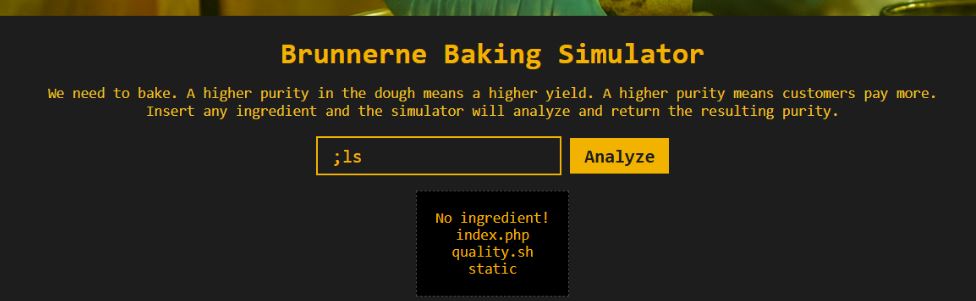 Brunnerne Baking Simulator
We need to bake. A higher purity in the dough means a higher yield. A higher purity means customers pay more.
Insert any ingredient and the simulator will analyze and return the resulting purity.
;ls
Analyze
No ingredient!
index.php
quality.sh
static